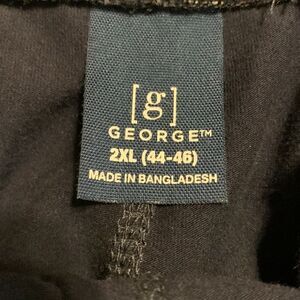 [g]
GEORGE™
2XL (44-46)
MADE IN BANGLADESH